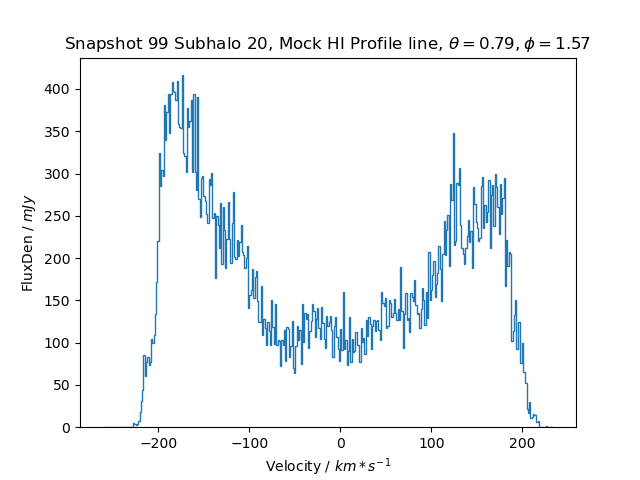 Snapshot 99 Subhalo 20, Mock HI Profile line, θ = 0.79, ϕ = 1.57
400
350
300
250
200
150
100
50
0
FluxDen / mJy
−200 −100 0 100 200
Velocity / km * s⁻¹